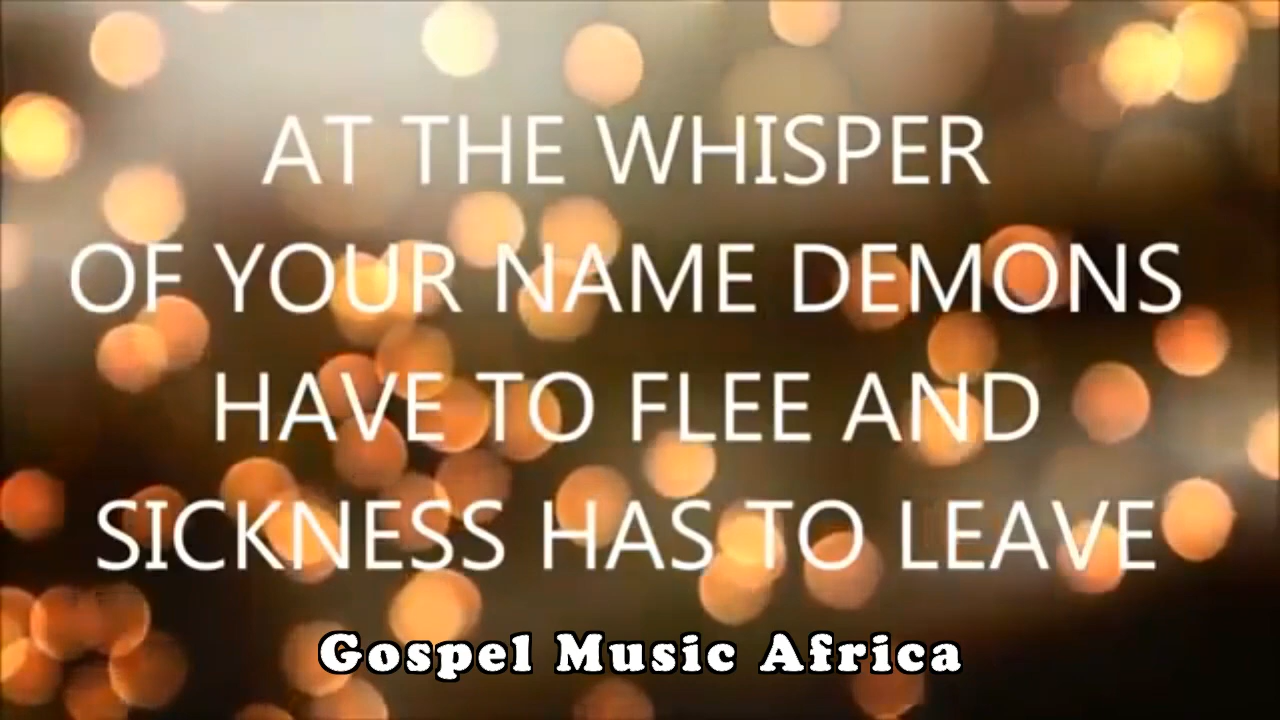 AT THE WHISPER
OF YOUR NAME DEMONS
HAVE TO FLEE AND
SICKNESS HAS TO LEAVE
Gospel Music Africa